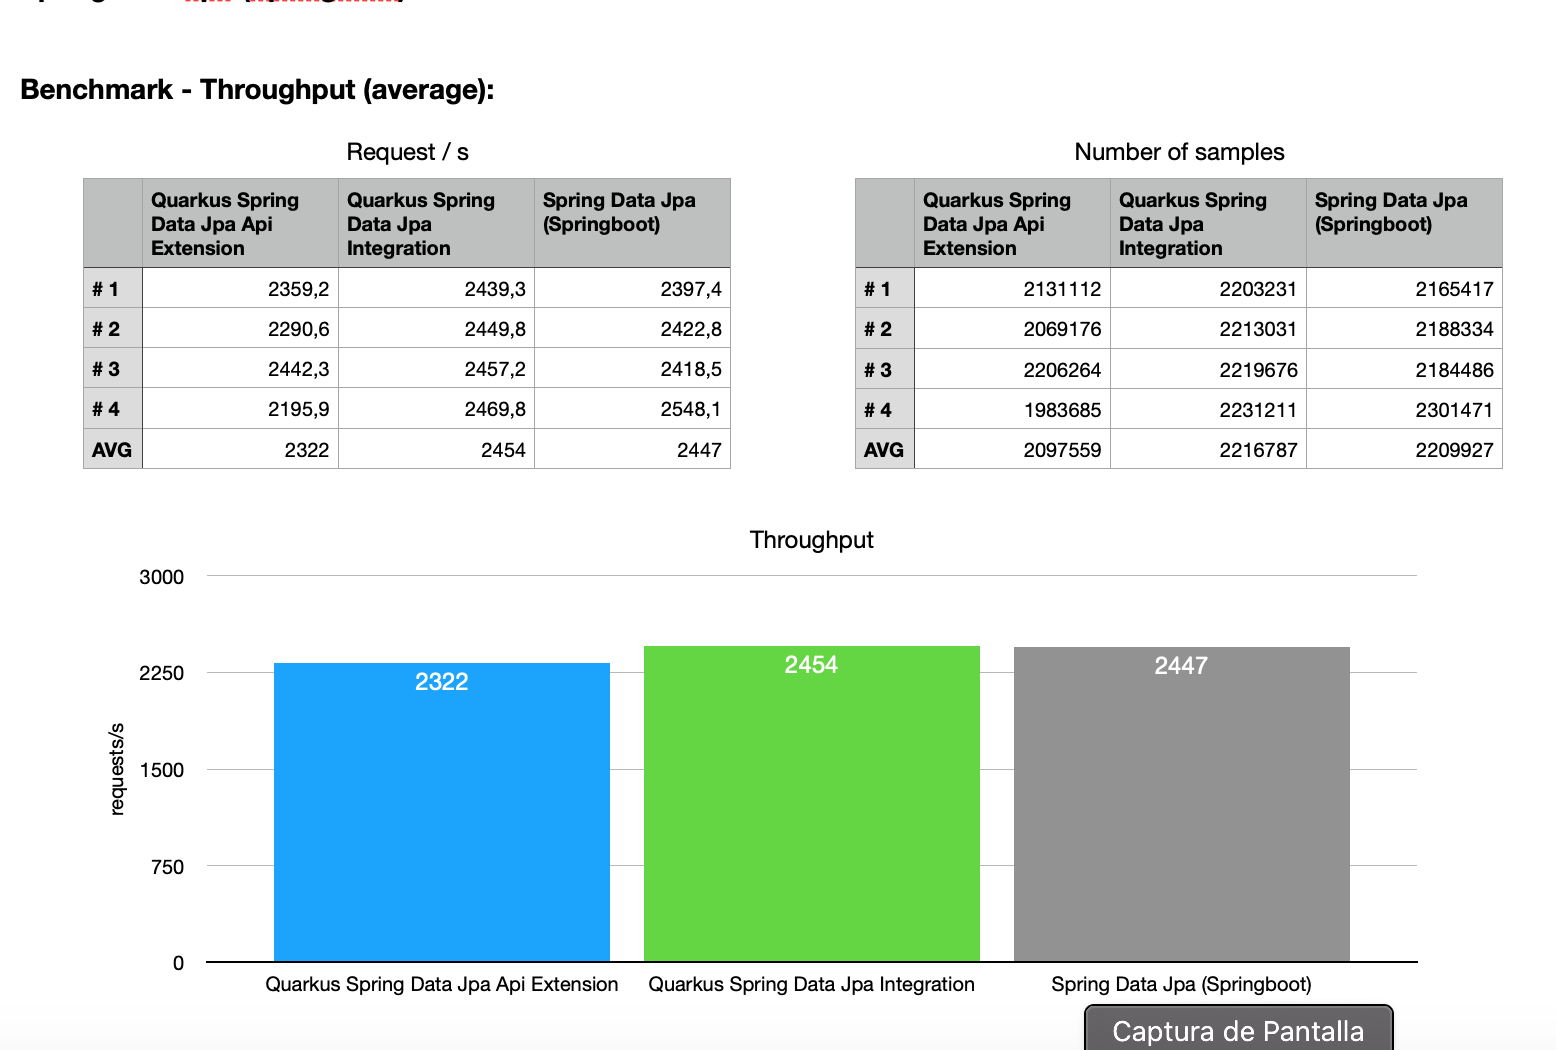 Benchmark - Throughput (average):
Request / s
Quarkus Spring Data Jpa Api Extension Quarkus Spring Data Jpa Integration Spring Data Jpa (Springboot)
# 1 2359,2 2439,3 2397,4
# 2 2290,6 2449,8 2422,8
# 3 2442,3 2457,2 2418,5
# 4 2195,9 2469,8 2548,1
AVG 2322 2454 2447
Number of samples
Quarkus Spring Data Jpa Api Extension Quarkus Spring Data Jpa Integration Spring Data Jpa (Springboot)
# 1 2131112 2203231 2165417
# 2 2069176 2213031 2188334
# 3 2206264 2219676 2184486
# 4 1983685 2231211 2301471
AVG 2097559 2216787 2209927
Throughput
3000
2250
1500
750
0
requests/s
2322 2454 2447
Quarkus Spring Data Jpa Api Extension Quarkus Spring Data Jpa Integration Spring Data Jpa (Springboot)
Captura de Pantalla